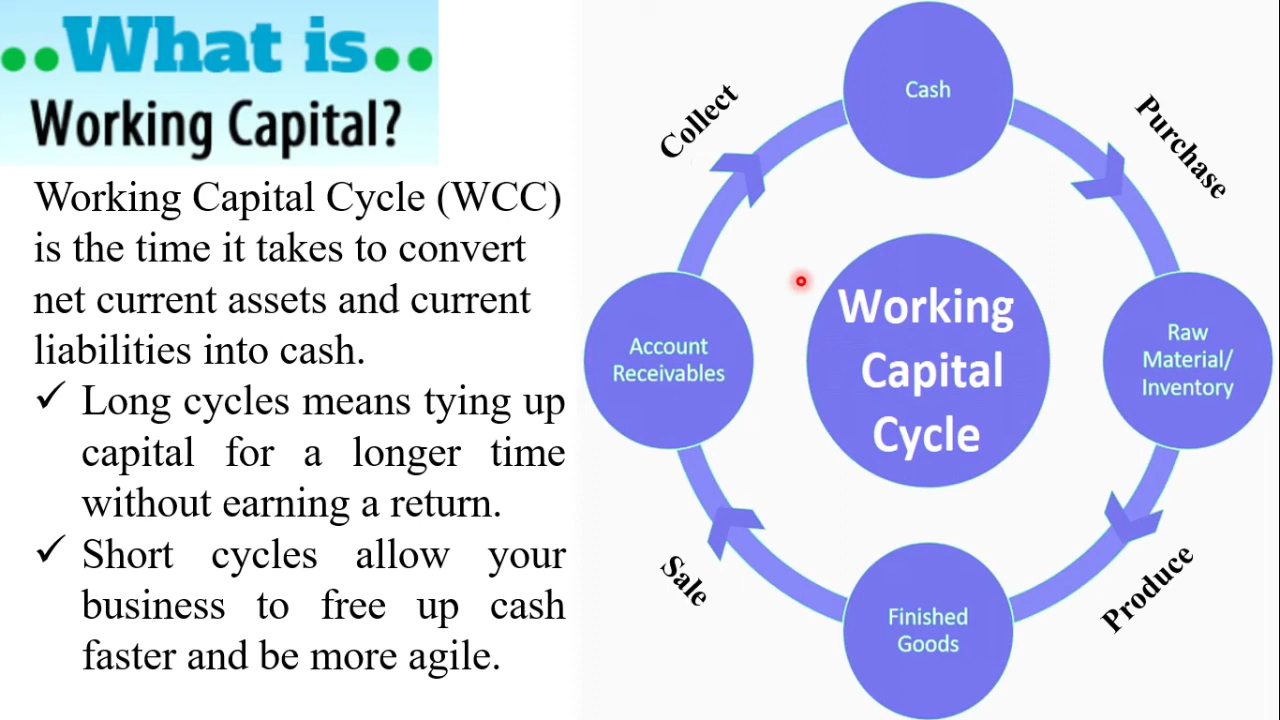 ••What is••
Working Capital?
Working Capital Cycle (WCC)
is the time it takes to convert
net current assets and current
liabilities into cash.
✓ Long cycles means tying up
capital for a longer time
without earning a return.
✓ Short cycles allow your
business to free up cash
faster and be more agile.
Cash
Collect
Purchase
Working
Capital
Cycle
Account
Receivables
Raw
Material/
Inventory
Sale
Produce
Finished
Goods